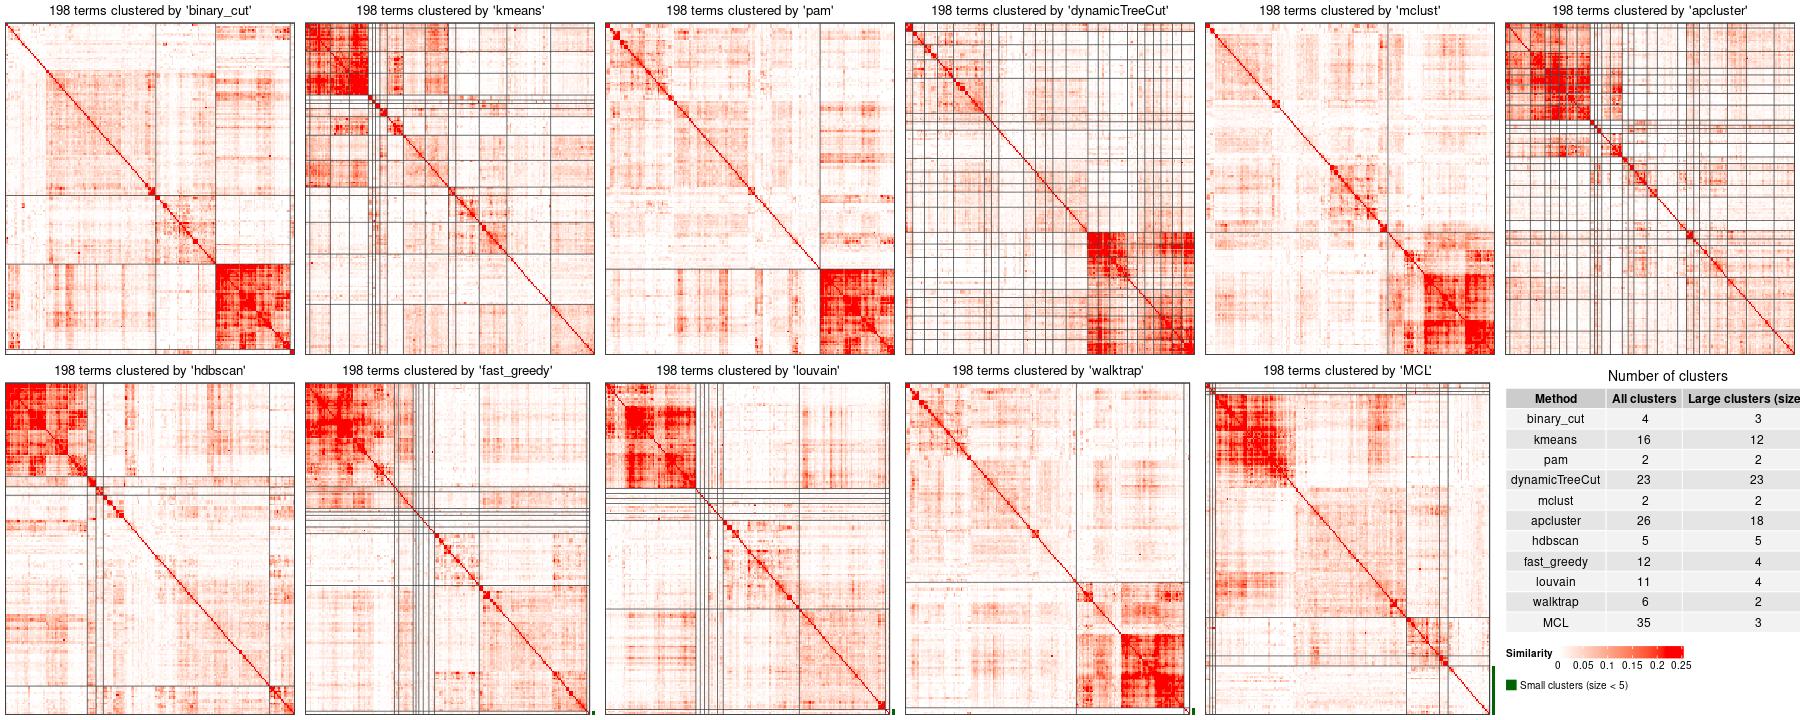 198 terms clustered by 'binary_cut'
198 terms clustered by 'kmeans'
198 terms clustered by 'pam'
198 terms clustered by 'dynamicTreeCut'
198 terms clustered by 'mclust'
198 terms clustered by 'apcluster'
198 terms clustered by 'hdbscan'
198 terms clustered by 'fast_greedy'
198 terms clustered by 'louvain'
198 terms clustered by 'walktrap'
198 terms clustered by 'MCL'
Number of clusters
Method All clusters Large clusters (size
binary_cut 4 3
kmeans 16 12
pam 2 2
dynamicTreeCut 23 23
mclust 2 2
apcluster 26 18
hdbscan 5 5
fast_greedy 12 4
louvain 11 4
walktrap 6 2
MCL 35 3
Similarity
0 0.05 0.1 0.15 0.2 0.25
Small clusters (size < 5)